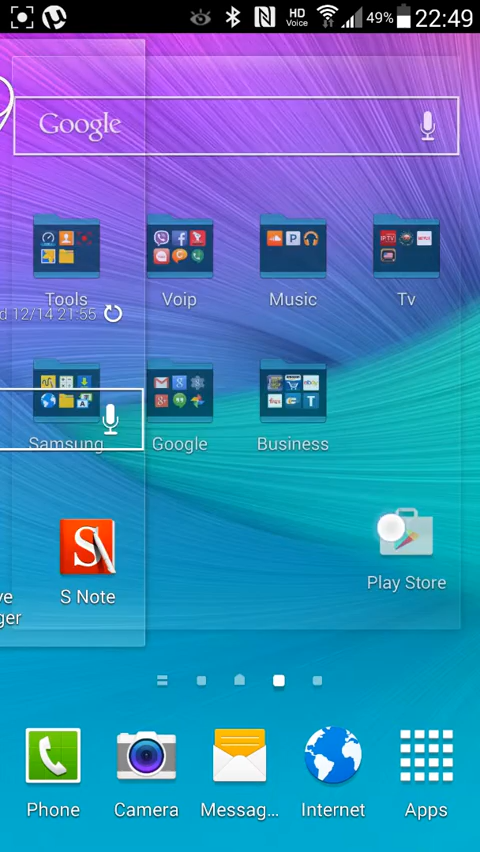 HD
Voice
49%
22:49
Google
Tools
Voip
Music
Tv
d 12/14 21:55
Samsung
Google
Business
S Note
Play Store
ve
ger
Phone
Camera
Messag...
Internet
Apps